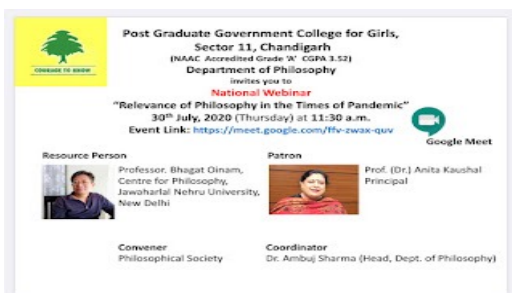 COURAGE TO KNOW
Post Graduate Government College for Girls,
Sector 11, Chandigarh
(NAAC Accredited Grade 'A' CGPA 3.52)
Department of Philosophy
invites you to
National Webinar
"Relevance of Philosophy in the Times of Pandemic"
30th July, 2020 (Thursday) at 11:30 a.m.
Event Link: https://meet.google.com/ffv-zwax-quv
Google Meet
Resource Person
Professor. Bhagat Oinam,
Centre for Philosophy,
Jawaharlal Nehru University,
New Delhi
Patron
Prof. (Dr.) Anita Kaushal
Principal
Convener
Philosophical Society
Coordinator
Dr. Ambuj Sharma (Head, Dept. of Philosophy)